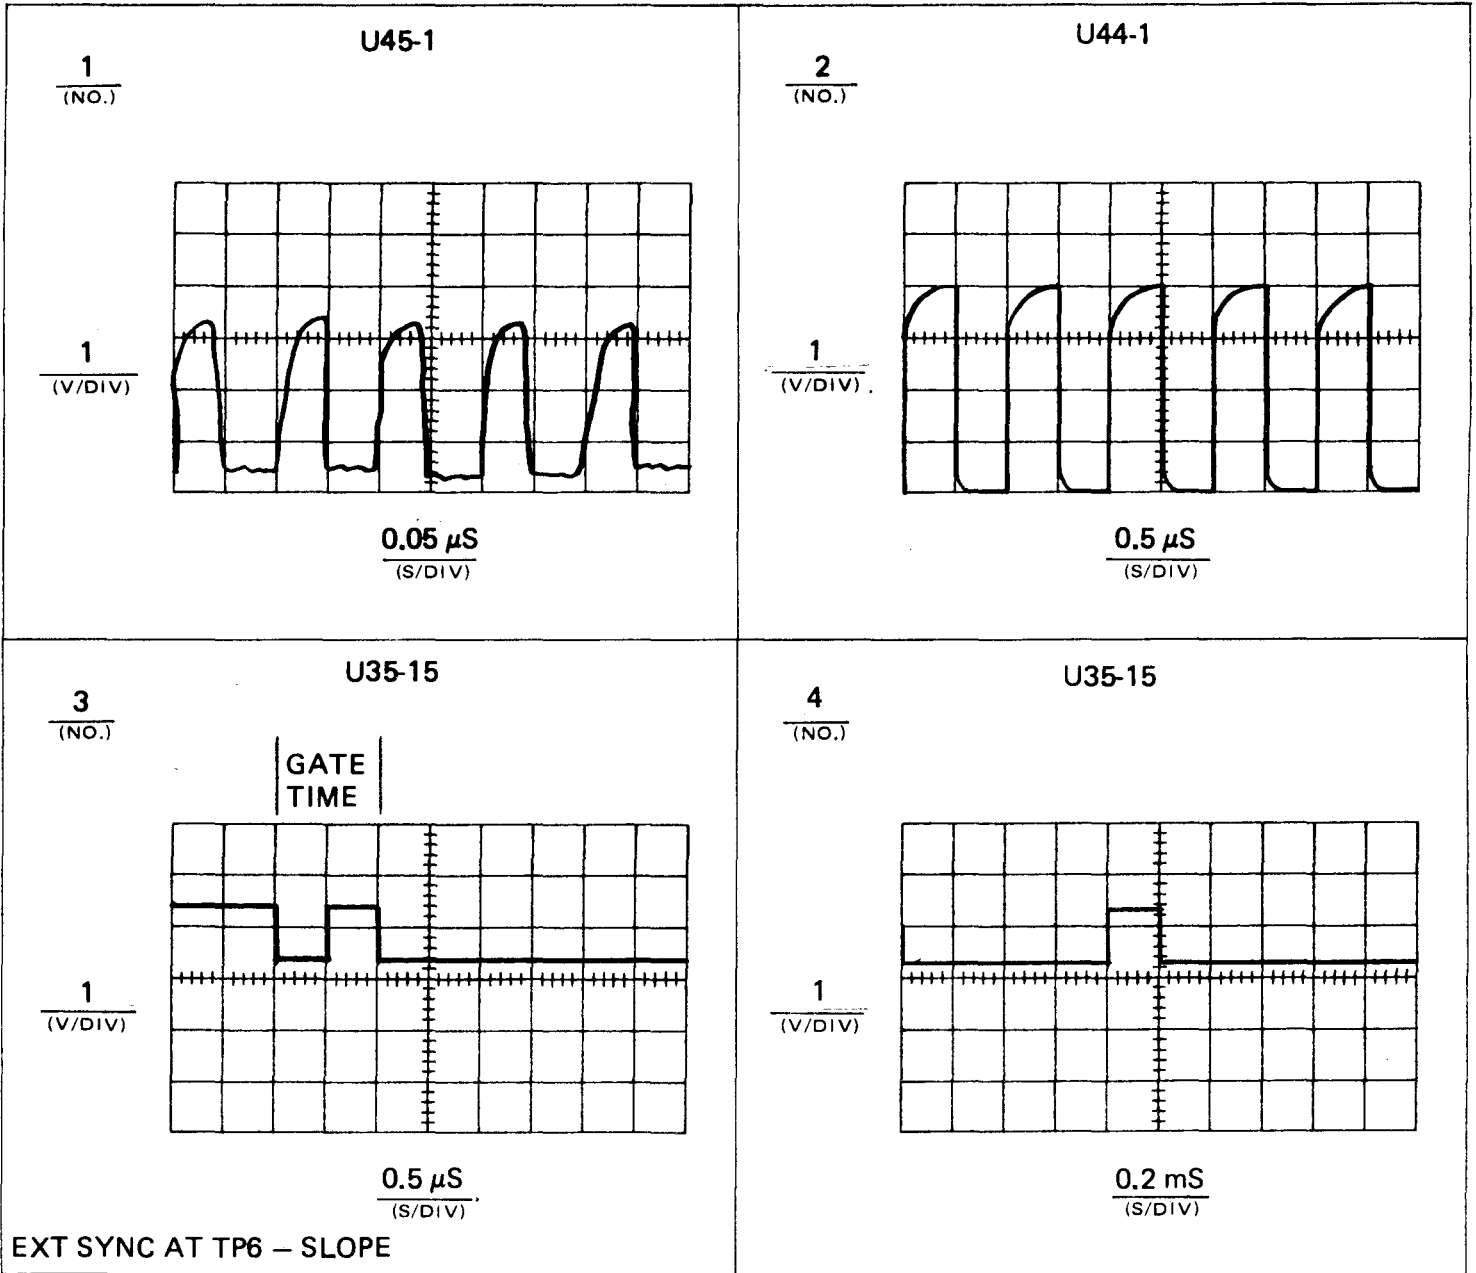 U45-1
1
(NO.)
1
(V/DIV)
0.05 μS
(S/DIV)
U44-1
2
(NO.)
1
(V/DIV)
0.5 μS
(S/DIV)
U35-15
3
(NO.)
GATE
TIME
1
(V/DIV)
0.5 μS
(S/DIV)
EXT SYNC AT TP6 – SLOPE
U35-15
4
(NO.)
1
(V/DIV)
0.2 mS
(S/DIV)